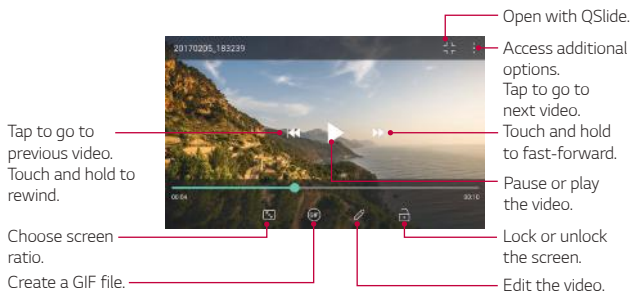 Open with QSlide.
20170205_183239
Access additional
options.
Tap to go to
next video.
Touch and hold
to fast-forward.
Tap to go to
previous video.
Touch and hold to
rewind.
Pause or play
the video.
00:04
00:10
GIF
Choose screen
ratio.
Lock or unlock
the screen.
Create a GIF file.
Edit the video.